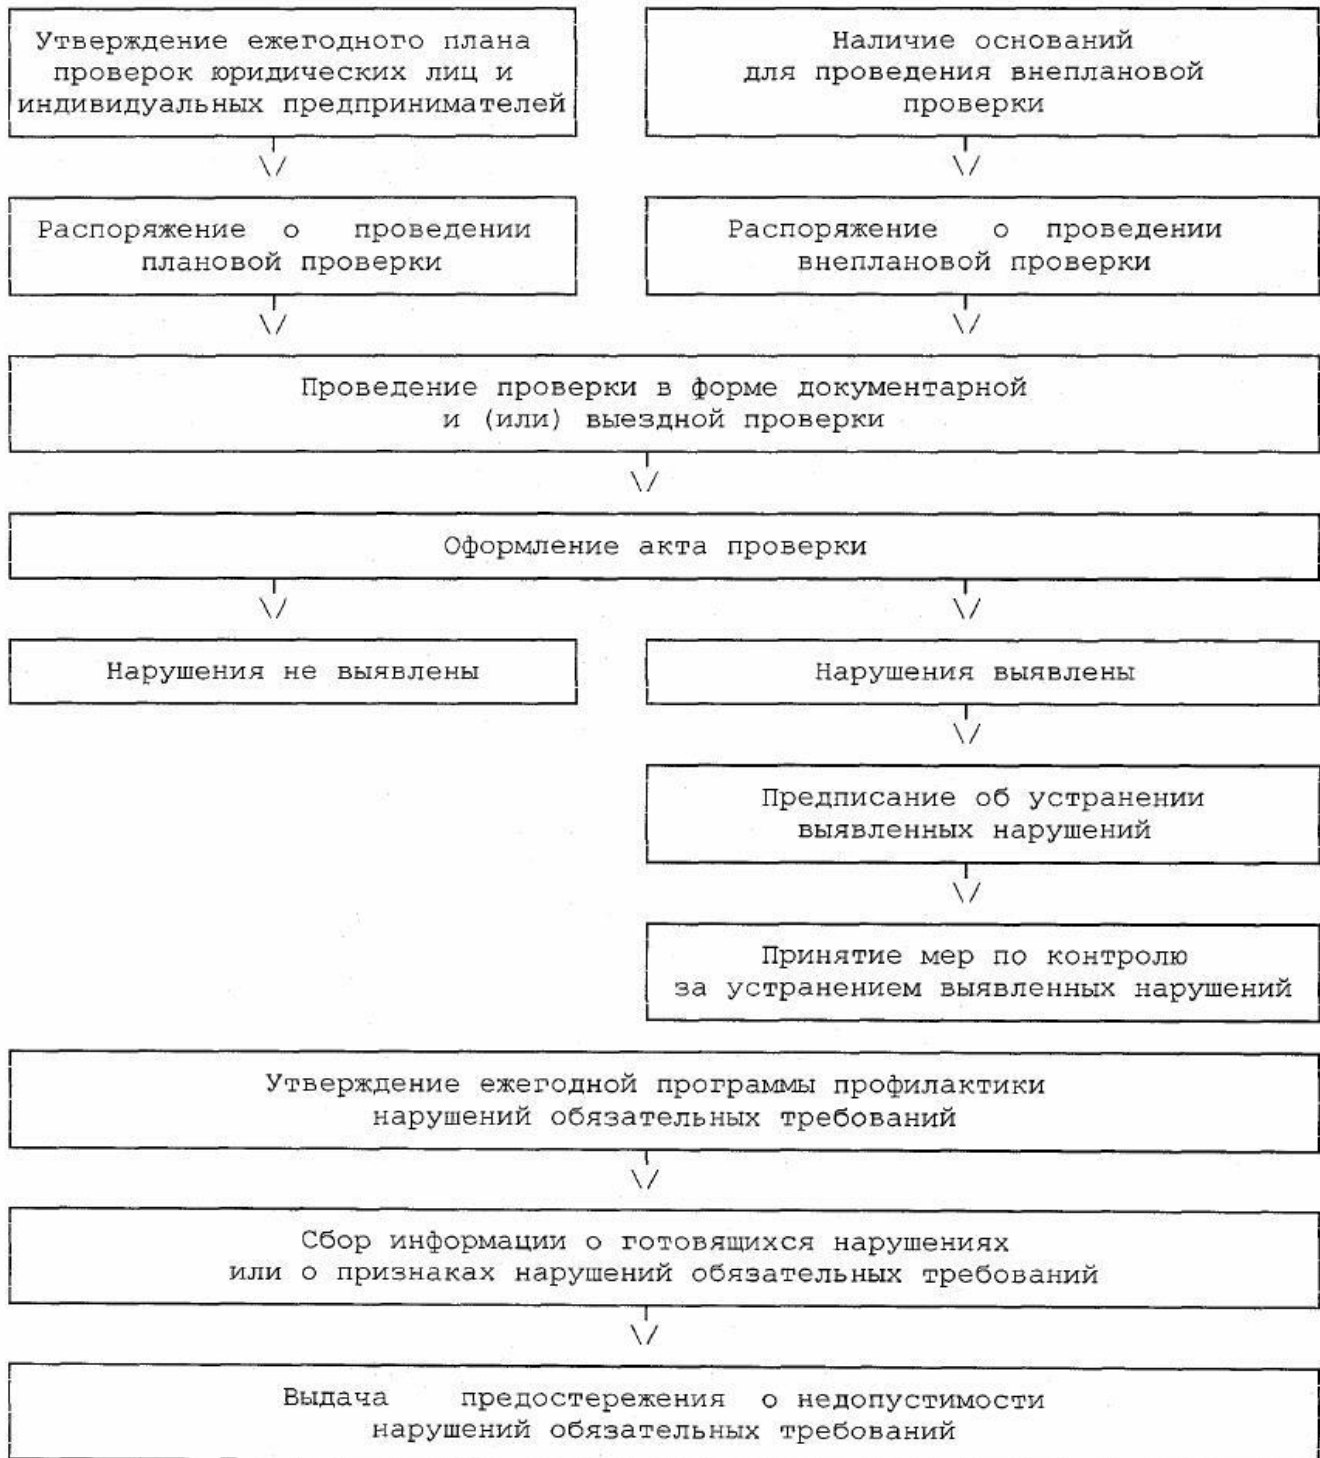 Утверждение ежегодного плана
проверок юридических лиц и
индивидуальных предпринимателей
Наличие оснований
для проведения внеплановой
проверки
\/
\/
Распоряжение о проведении
плановой проверки
Распоряжение о проведении
внеплановой проверки
\/
\/
Проведение проверки в форме документарной
и (или) выездной проверки
\/
Оформление акта проверки
\/
\/
Нарушения не выявлены
Нарушения выявлены
\/
Предписание об устранении
выявленных нарушений
\/
Принятие мер по контролю
за устранением выявленных нарушений
Утверждение ежегодной программы профилактики
нарушений обязательных требований
\/
Сбор информации о готовящихся нарушениях
или о признаках нарушений обязательных требований
\/
Выдача предостережения о недопустимости
нарушений обязательных требований